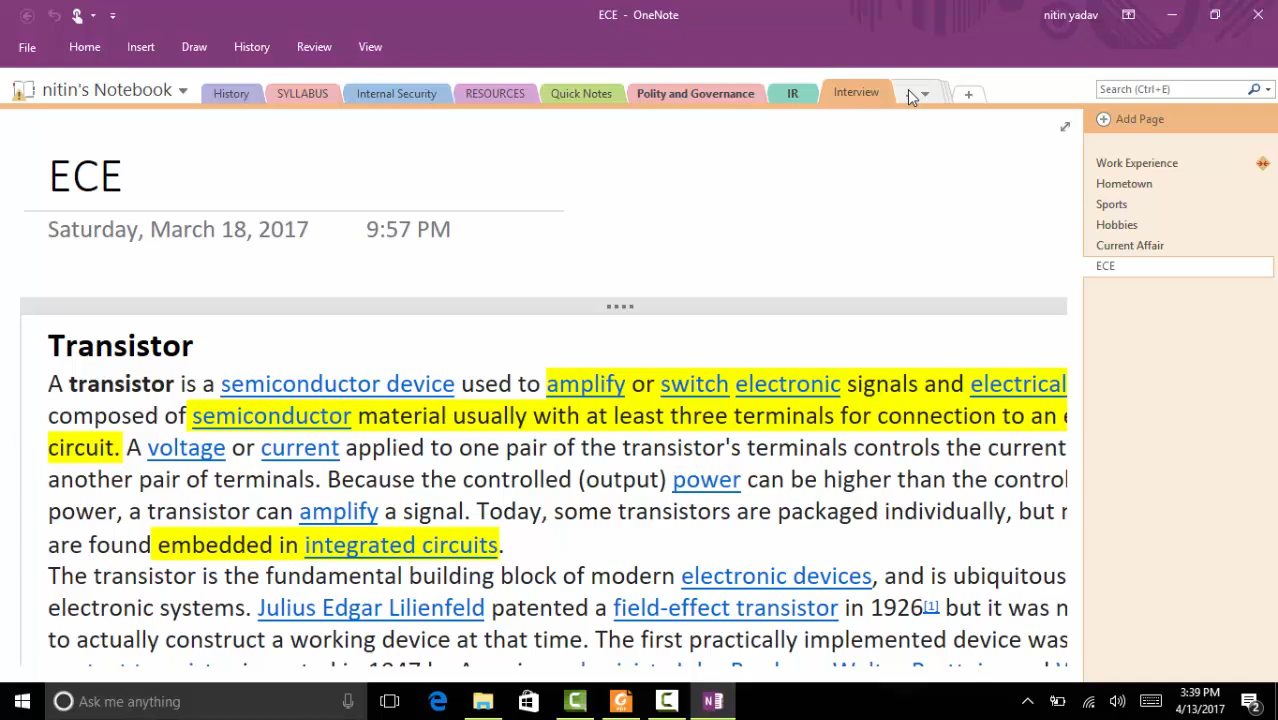 ECE - OneNote
nitin yadav
File Home Insert Draw History Review View
nitin's Notebook History SYLLABUS Internal Security RESOURCES Quick Notes Polity and Governance IR Interview Search (Ctrl+E)
Add Page
ECE
Work Experience
Hometown
Sports
Hobbies
Current Affair
ECE
Saturday, March 18, 2017 9:57 PM
Transistor
A transistor is a semiconductor device used to amplify or switch electronic signals and electrical
composed of semiconductor material usually with at least three terminals for connection to an
circuit. A voltage or current applied to one pair of the transistor's terminals controls the current
another pair of terminals. Because the controlled (output) power can be higher than the
power, a transistor can amplify a signal. Today, some transistors are packaged individually, but
are found embedded in integrated circuits.
The transistor is the fundamental building block of modern electronic devices, and is ubiquitous
electronic systems. Julius Edgar Lilienfeld patented a field-effect transistor in 1926[1] but it was
to actually construct a working device at that time. The first practically implemented device was
Ask me anything
3:39 PM
4/13/2017
2